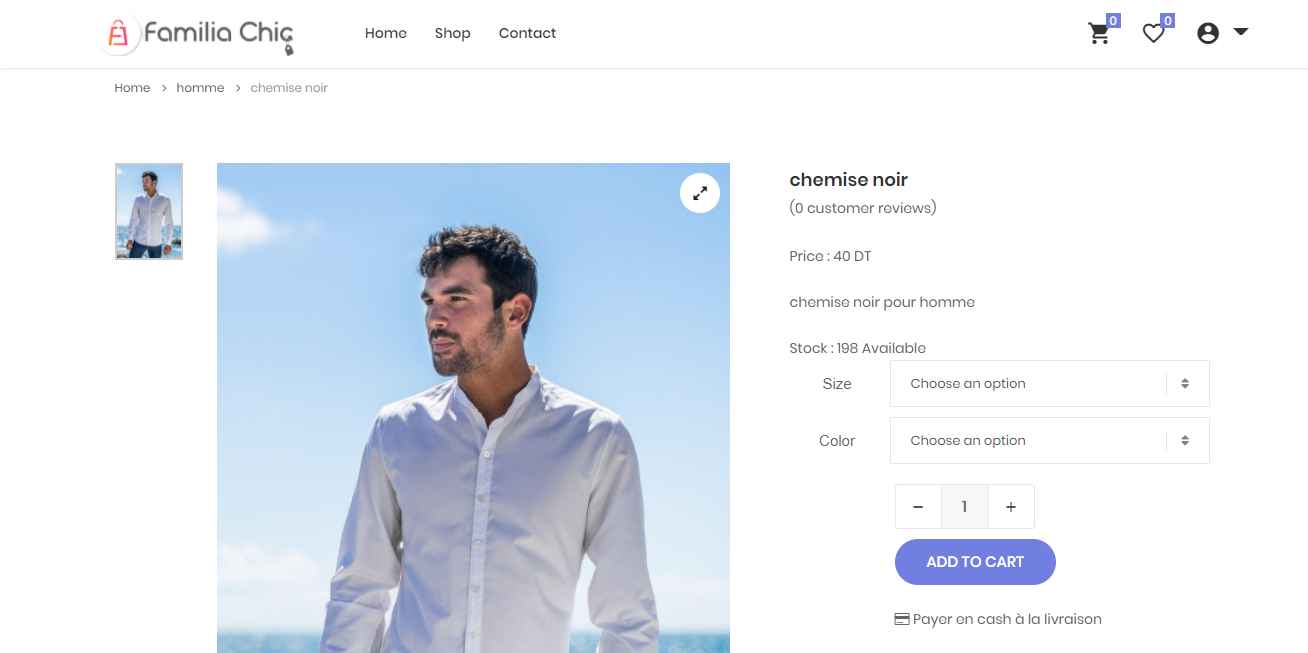 Familia Chic
Home Shop Contact
0 0
Home > homme > chemise noir
chemise noir
(0 customer reviews)
Price : 40 DT
chemise noir pour homme
Stock : 198 Available
Size Choose an option
Color Choose an option
− 1 +
ADD TO CART
Payer en cash à la livraison